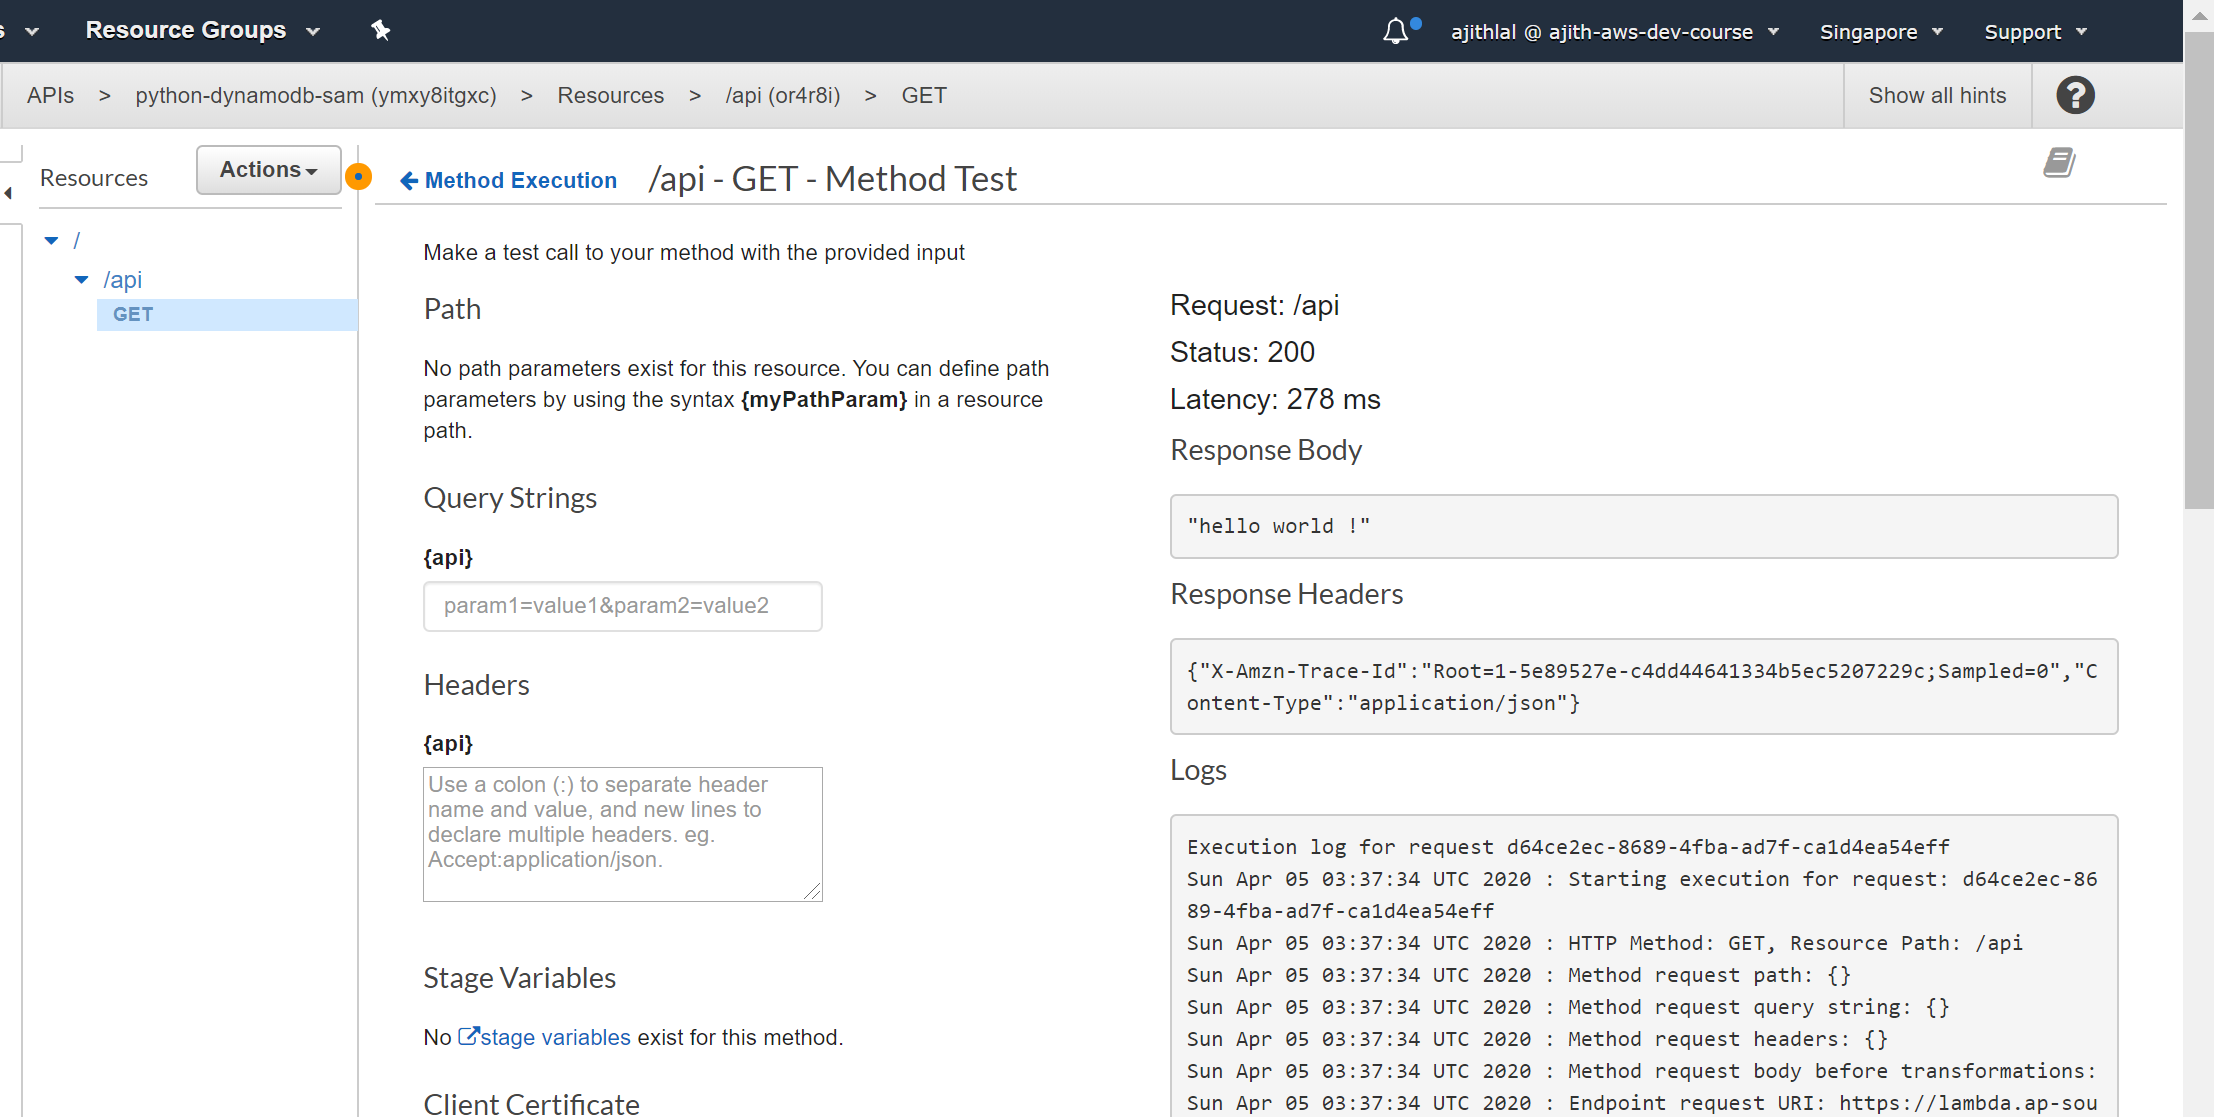 Resource Groups
ajithlal @ ajith-aws-dev-course
Singapore
Support
APIs > python-dynamodb-sam (ymxy8itgxc) > Resources > /api (or4r8i) > GET
Show all hints
?
Resources
Actions
Method Execution
/api - GET - Method Test
/
/api
GET
Make a test call to your method with the provided input
Path
No path parameters exist for this resource. You can define path
parameters by using the syntax {myPathParam} in a resource
path.
Query Strings
{api}
param1=value1&param2=value2
Headers
{api}
Use a colon (:) to separate header
name and value, and new lines to
declare multiple headers. eg.
Accept:application/json.
Stage Variables
No stage variables exist for this method.
Client Certificate
Request: /api
Status: 200
Latency: 278 ms
Response Body
"hello world !"
Response Headers
{"X-Amzn-Trace-Id":"Root=1-5e89527e-c4dd44641334b5ec5207229c;Sampled=0","C
ontent-Type":"application/json"}
Logs
Execution log for request d64ce2ec-8689-4fba-ad7f-ca1d4ea54eff
Sun Apr 05 03:37:34 UTC 2020 : Starting execution for request: d64ce2ec-86
89-4fba-ad7f-ca1d4ea54eff
Sun Apr 05 03:37:34 UTC 2020 : HTTP Method: GET, Resource Path: /api
Sun Apr 05 03:37:34 UTC 2020 : Method request path: {}
Sun Apr 05 03:37:34 UTC 2020 : Method request query string: {}
Sun Apr 05 03:37:34 UTC 2020 : Method request headers: {}
Sun Apr 05 03:37:34 UTC 2020 : Method request body before transformations:
Sun Apr 05 03:37:34 UTC 2020 : Endpoint request URI: https://lambda.ap-sou